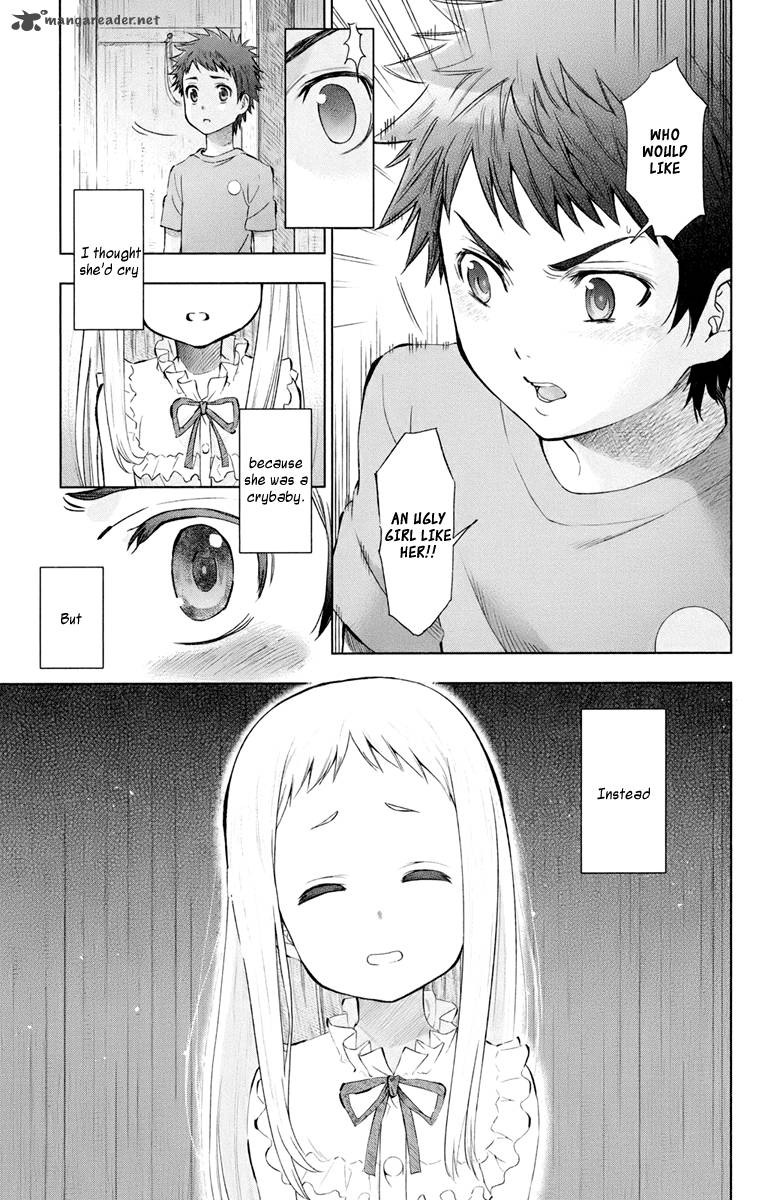 mangareader.net
WHO
WOULD
LIKE
AN UGLY
GIRL LIKE
HER!!
I thought
she'd cry
because
she was a
crybaby.
But
Instead